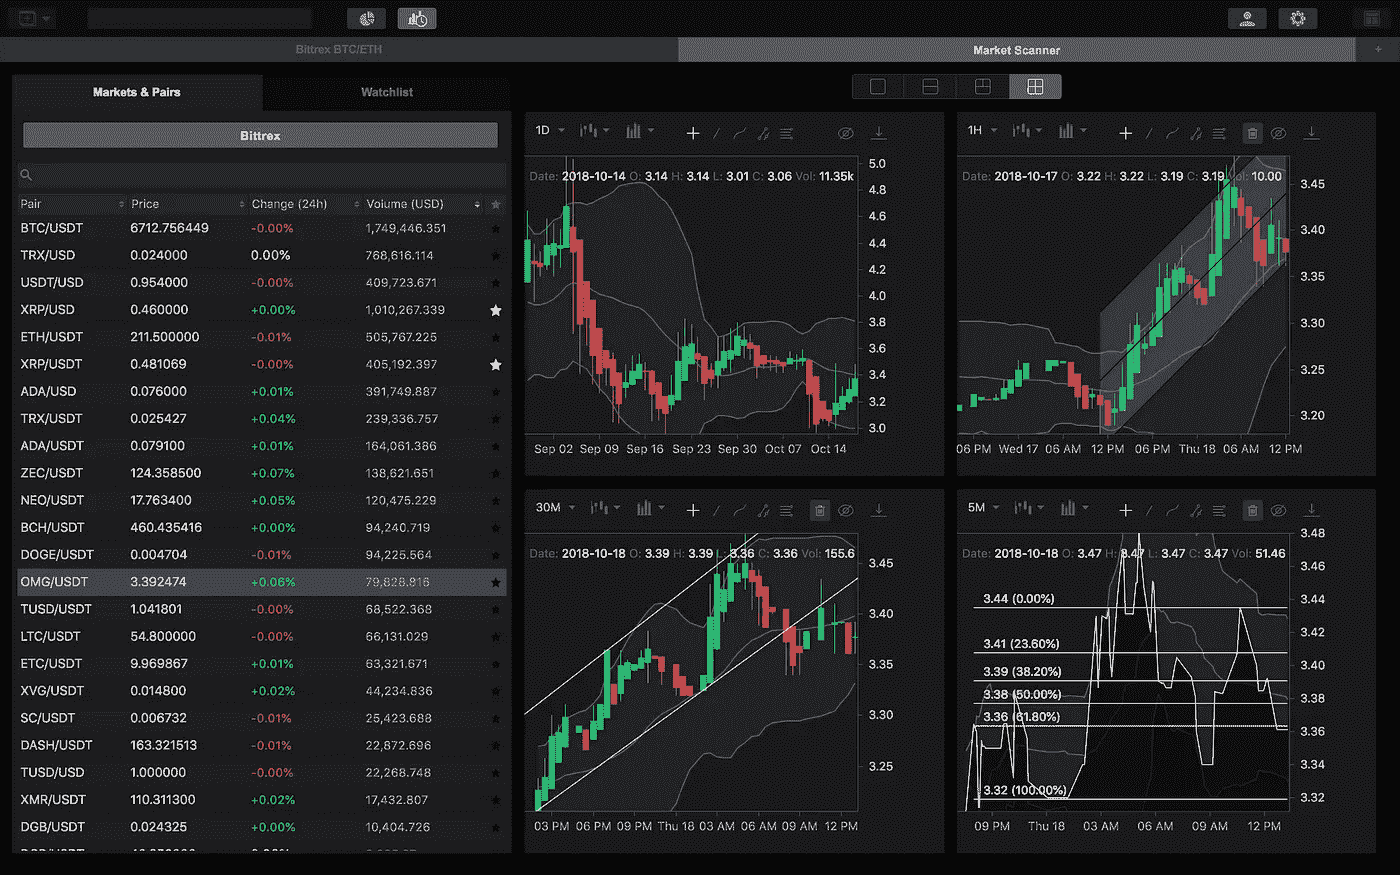 Bittrex BTC/ETH
Market Scanner
+
Markets & Pairs
Watchlist
Bittrex
Pair Price Change (24h) Volume (USD)
BTC/USDT 6712.756449 -0.00% 1,749,446.351
TRX/USD 0.024000 0.00% 768,616.114
USDT/USD 0.954000 -0.00% 409,723.671
XRP/USD 0.460000 +0.00% 1,010,267.339
ETH/USDT 211.500000 -0.01% 505,767.225
XRP/USDT 0.481069 -0.00% 405,192.397
ADA/USD 0.076000 +0.01% 391,749.887
TRX/USDT 0.025427 +0.04% 239,336.757
ADA/USDT 0.079100 +0.01% 164,061.386
ZEC/USDT 124.358500 +0.07% 138,621.651
NEO/USDT 17.763400 +0.05% 120,475.229
BCH/USDT 460.435416 +0.00% 94,240.719
DOGE/USDT 0.004704 -0.01% 94,225.564
OMG/USDT 3.392474 +0.06% 79,828.916
TUSD/USDT 1.041801 -0.00% 68,522.368
LTC/USDT 54.800000 -0.00% 66,131.029
ETC/USDT 9.969867 +0.01% 63,321.671
XVG/USDT 0.014800 +0.02% 44,234.836
SC/USDT 0.006732 -0.01% 25,423.688
DASH/USDT 163.321513 -0.01% 22,872.696
TUSD/USD 1.000000 -0.00% 22,268.748
XMR/USDT 110.311300 +0.02% 17,432.807
DGB/USDT 0.024325 +0.00% 10,404.726
1D
Date: 2018-10-14 O: 3.14 H: 3.14 L: 3.01 C: 3.06 Vol: 11.35k
5.0
4.8
4.6
4.4
4.2
4.0
3.8
3.6
3.4
3.2
3.0
Sep 02 Sep 09 Sep 16 Sep 23 Sep 30 Oct 07 Oct 14
1H
Date: 2018-10-17 O: 3.22 H: 3.22 L: 3.19 C: 3.19 Vol: 10.00
3.45
3.40
3.35
3.30
3.25
3.20
06 PM Wed 17 06 AM 12 PM 06 PM Thu 18 06 AM 12 PM
30M
Date: 2018-10-18 O: 3.39 H: 3.39 L: 3.36 C: 3.36 Vol: 155.6
3.45
3.40
3.35
3.30
3.25
03 PM 06 PM 09 PM Thu 18 03 AM 06 AM 09 AM 12 PM
5M
Date: 2018-10-18 O: 3.47 H: 3.47 L: 3.47 C: 3.47 Vol: 51.46
3.44 (0.00%)
3.41 (23.60%)
3.39 (38.20%)
3.38 (50.00%)
3.36 (61.80%)
3.32 (100.00%)
3.48
3.46
3.44
3.42
3.40
3.38
3.36
3.34
3.32
09 PM Thu 18 03 AM 06 AM 09 AM 12 PM